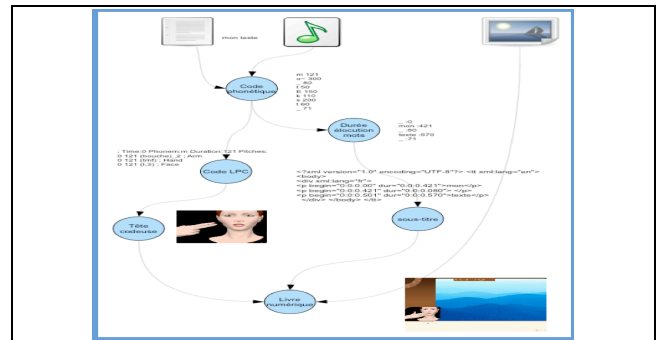 mon texte
Code
phonétique
m 121
o~ 300
_ 80
t 50
E 150
k 110
s 200
t 60
_ 71
Durée
élocution
mots
_ -0
mon -421
_ -80
texte -570
_ -71
; Time:0 Phonem:m Duration:121 Pitches:
0 121 (bouche)_2 ; Arm
0 121 (tmf) ; Hand
0 121 (l,3) ; Face
Code LPC
<?xml version="1.0" encoding="UTF-8"?> <tt xml:lang="en">
<body>
<div xml:lang="fr">
<p begin="0:0:0.00" dur="0:0:0.421">mon</p>
<p begin="0:0:0.421" dur="0:0:0.080"> </p>
<p begin="0:0:0.501" dur="0:0:0.570">texte</p>
</div> </body> </tt>
Tête
codeuse
sous-titre
Livre
numérique